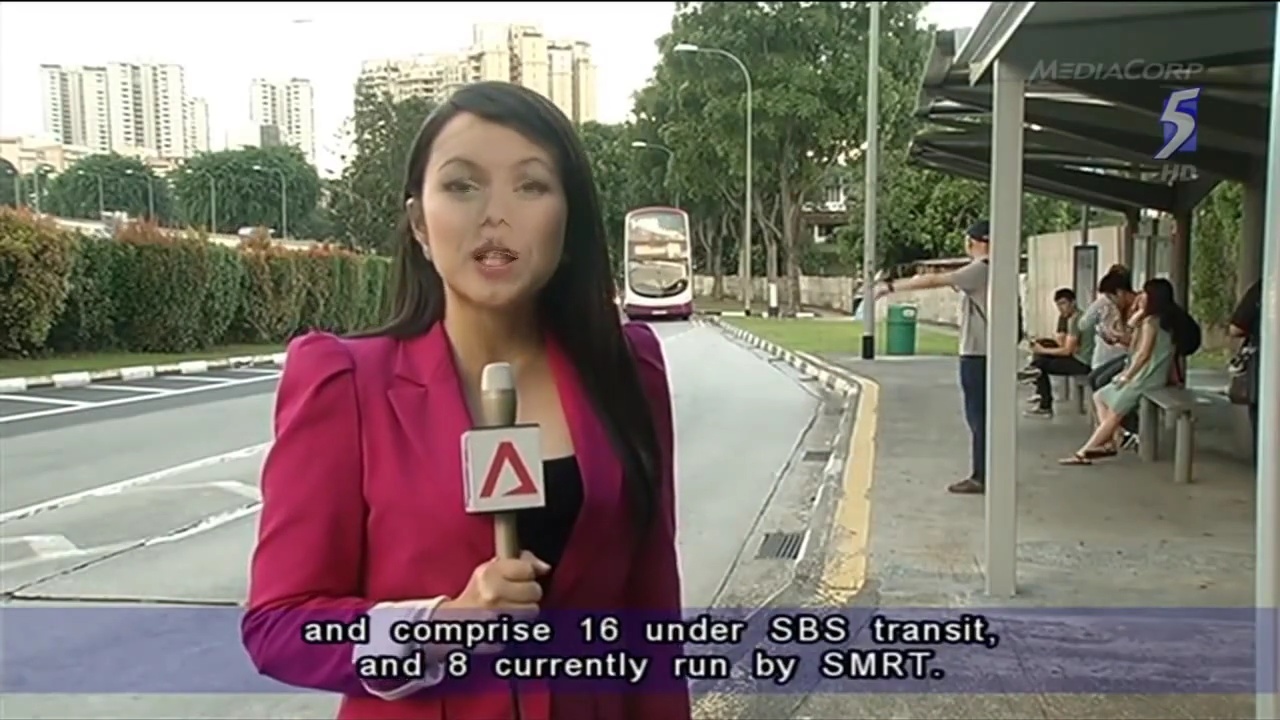 MEDIACORP
5
HD
and comprise 16 under SBS transit,
and 8 currently run by SMRT.